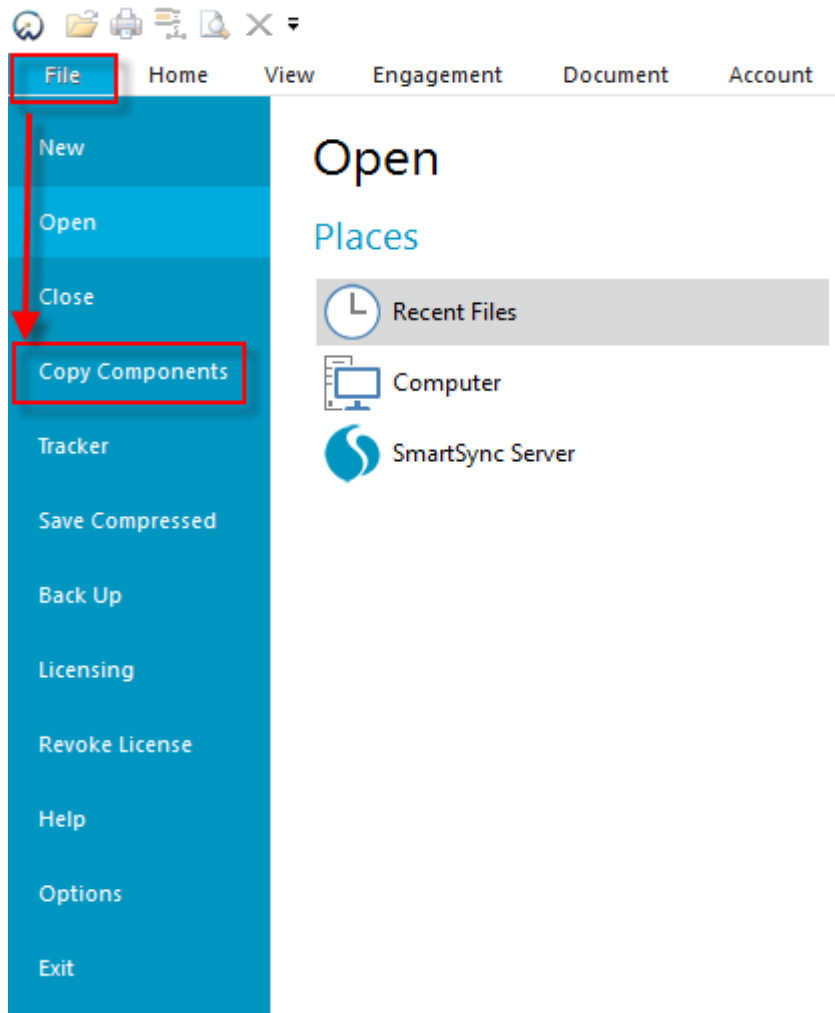 File Home View Engagement Document Account
New
Open
Close
Copy Components
Tracker
Save Compressed
Back Up
Licensing
Revoke License
Help
Options
Exit
Open
Places
Recent Files
Computer
SmartSync Server